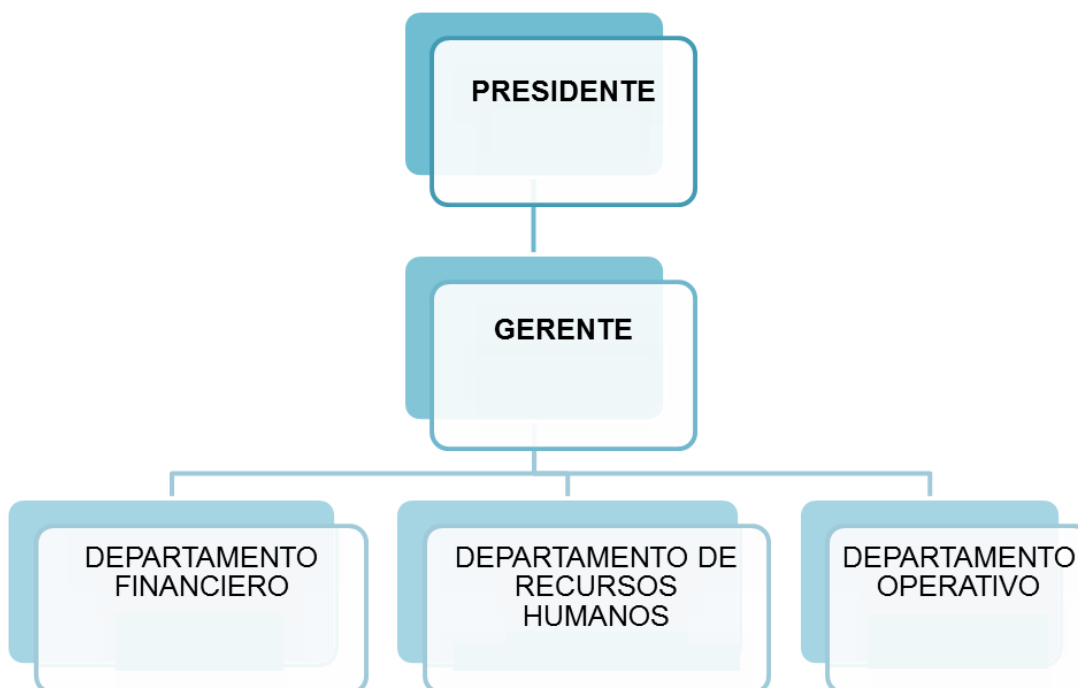 PRESIDENTE
GERENTE
DEPARTAMENTO
FINANCIERO
DEPARTAMENTO DE
RECURSOS
HUMANOS
DEPARTAMENTO
OPERATIVO